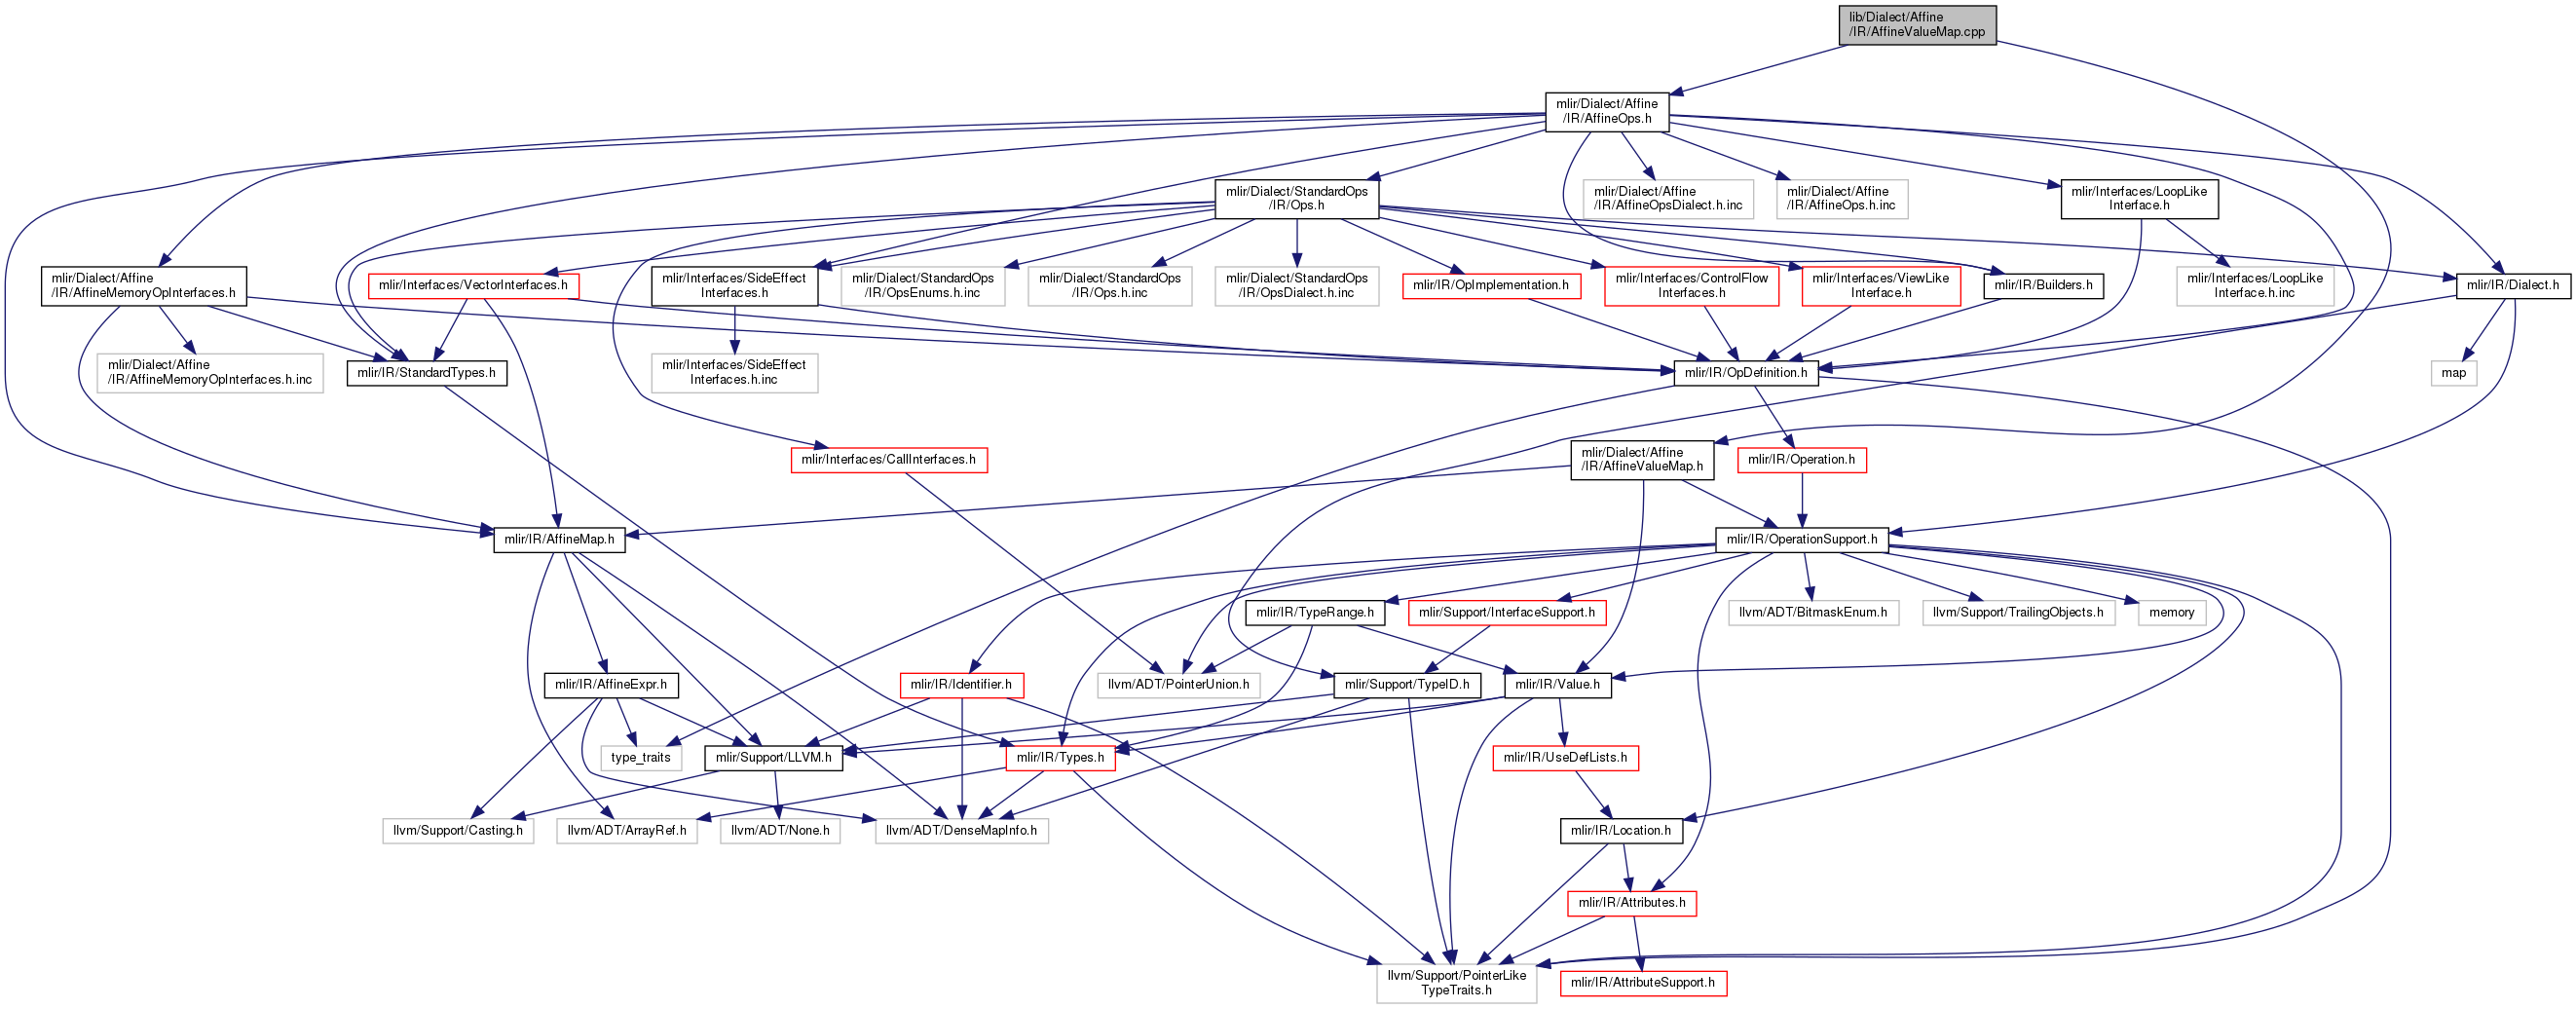 lib/Dialect/Affine
/IR/AffineValueMap.cpp
mlir/Dialect/Affine
/IR/AffineOps.h
mlir/Dialect/StandardOps
/IR/Ops.h
mlir/Dialect/Affine
/IR/AffineOpsDialect.h.inc
mlir/Dialect/Affine
/IR/AffineOps.h.inc
mlir/Interfaces/LoopLike
Interface.h
mlir/Dialect/Affine
/IR/AffineMemoryOpInterfaces.h
mlir/Interfaces/VectorInterfaces.h
mlir/Interfaces/SideEffect
Interfaces.h
mlir/Dialect/StandardOps
/IR/OpsEnums.h.inc
mlir/Dialect/StandardOps
/IR/Ops.h.inc
mlir/Dialect/StandardOps
/IR/OpsDialect.h.inc
mlir/IR/OpImplementation.h
mlir/Interfaces/ControlFlow
Interfaces.h
mlir/Interfaces/ViewLike
Interface.h
mlir/IR/Builders.h
mlir/Interfaces/LoopLike
Interface.h.inc
mlir/IR/Dialect.h
mlir/Dialect/Affine
/IR/AffineMemoryOpInterfaces.h.inc
mlir/IR/StandardTypes.h
mlir/Interfaces/SideEffect
Interfaces.h.inc
mlir/IR/OpDefinition.h
map
mlir/Interfaces/CallInterfaces.h
mlir/Dialect/Affine
/IR/AffineValueMap.h
mlir/IR/Operation.h
mlir/IR/AffineMap.h
mlir/IR/OperationSupport.h
mlir/IR/TypeRange.h
mlir/Support/InterfaceSupport.h
llvm/ADT/BitmaskEnum.h
llvm/Support/TrailingObjects.h
memory
mlir/IR/AffineExpr.h
mlir/IR/Identifier.h
llvm/ADT/PointerUnion.h
mlir/Support/TypeID.h
mlir/IR/Value.h
type_traits
mlir/Support/LLVM.h
mlir/IR/Types.h
mlir/IR/UseDefLists.h
llvm/Support/Casting.h
llvm/ADT/ArrayRef.h
llvm/ADT/None.h
llvm/ADT/DenseMapInfo.h
mlir/IR/Location.h
mlir/IR/Attributes.h
llvm/Support/PointerLike
TypeTraits.h
mlir/IR/AttributeSupport.h